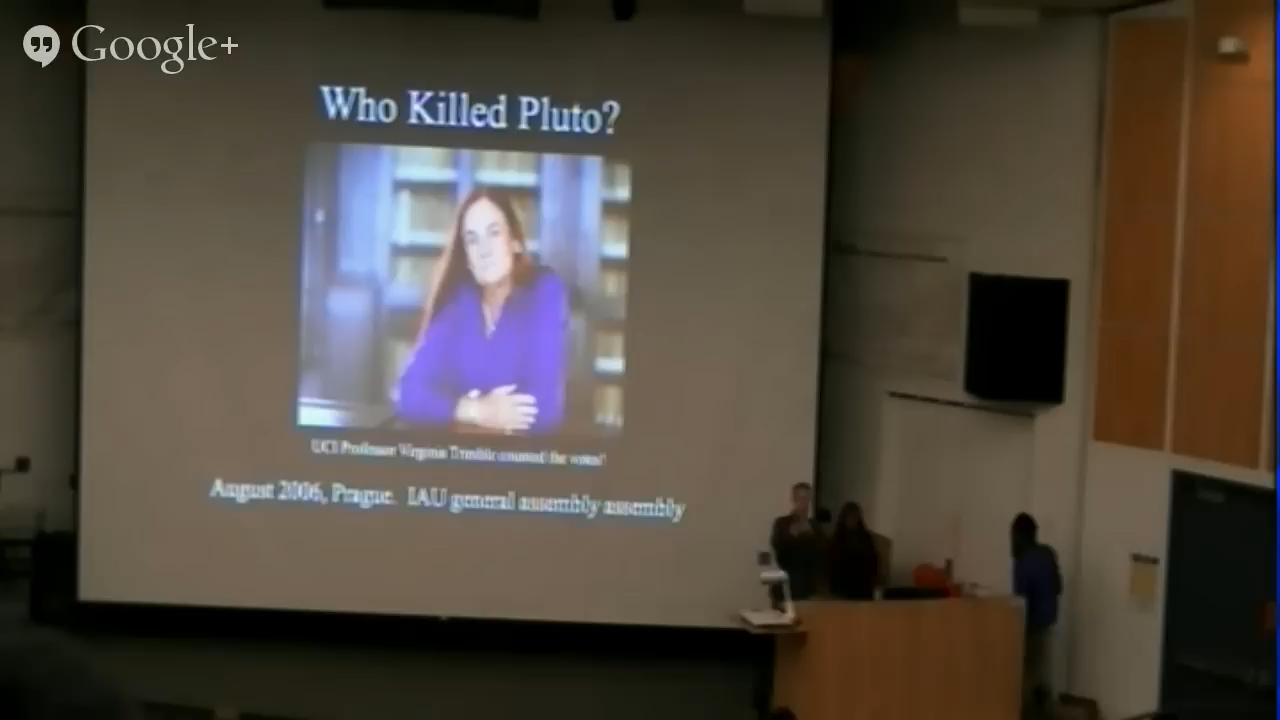 Google+
Who Killed Pluto?
UCI Professor Virginia Trimble counted the votes!
August 2006, Prague. IAU general assembly assembly